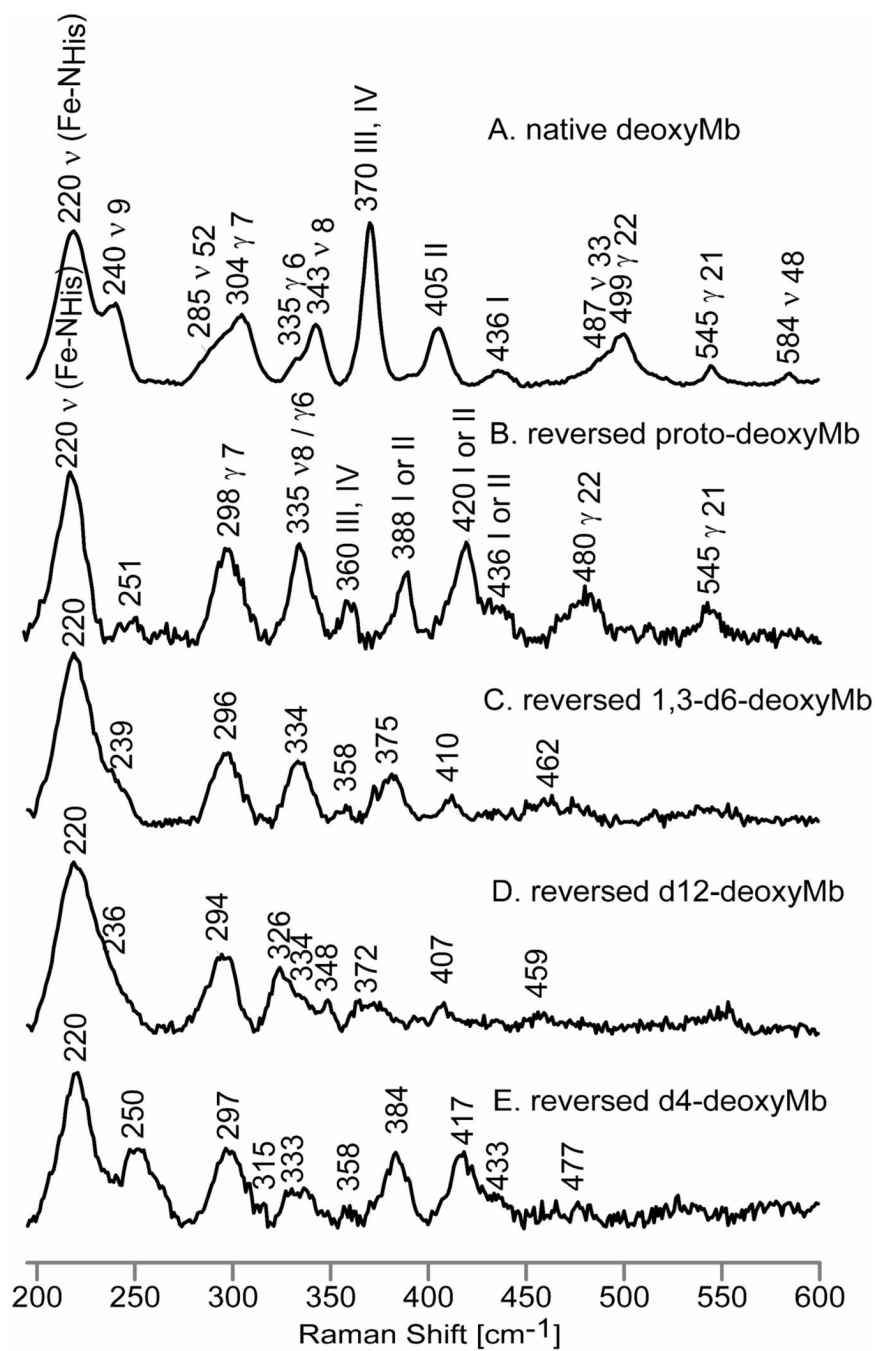 220 ν (Fe-NHis)
240 ν 9
285 ν 52
304 γ 7
335 γ 6
343 ν 8
370 III, IV
405 II
436 I
487 ν 33
499 γ 22
545 γ 21
584 ν 48
A. native deoxyMb
220 ν (Fe-NHis)
251
298 γ 7
335 ν8 / γ6
360 III, IV
388 I or II
420 I or II
436 I or II
480 γ 22
545 γ 21
B. reversed proto-deoxyMb
220
239
296
334
358
375
410
462
C. reversed 1,3-d6-deoxyMb
220
236
294
326
334
348
372
407
459
D. reversed d12-deoxyMb
220
250
297
315
333
358
384
417
433
477
E. reversed d4-deoxyMb
200 250 300 350 400 450 500 550 600
Raman Shift [cm-1]